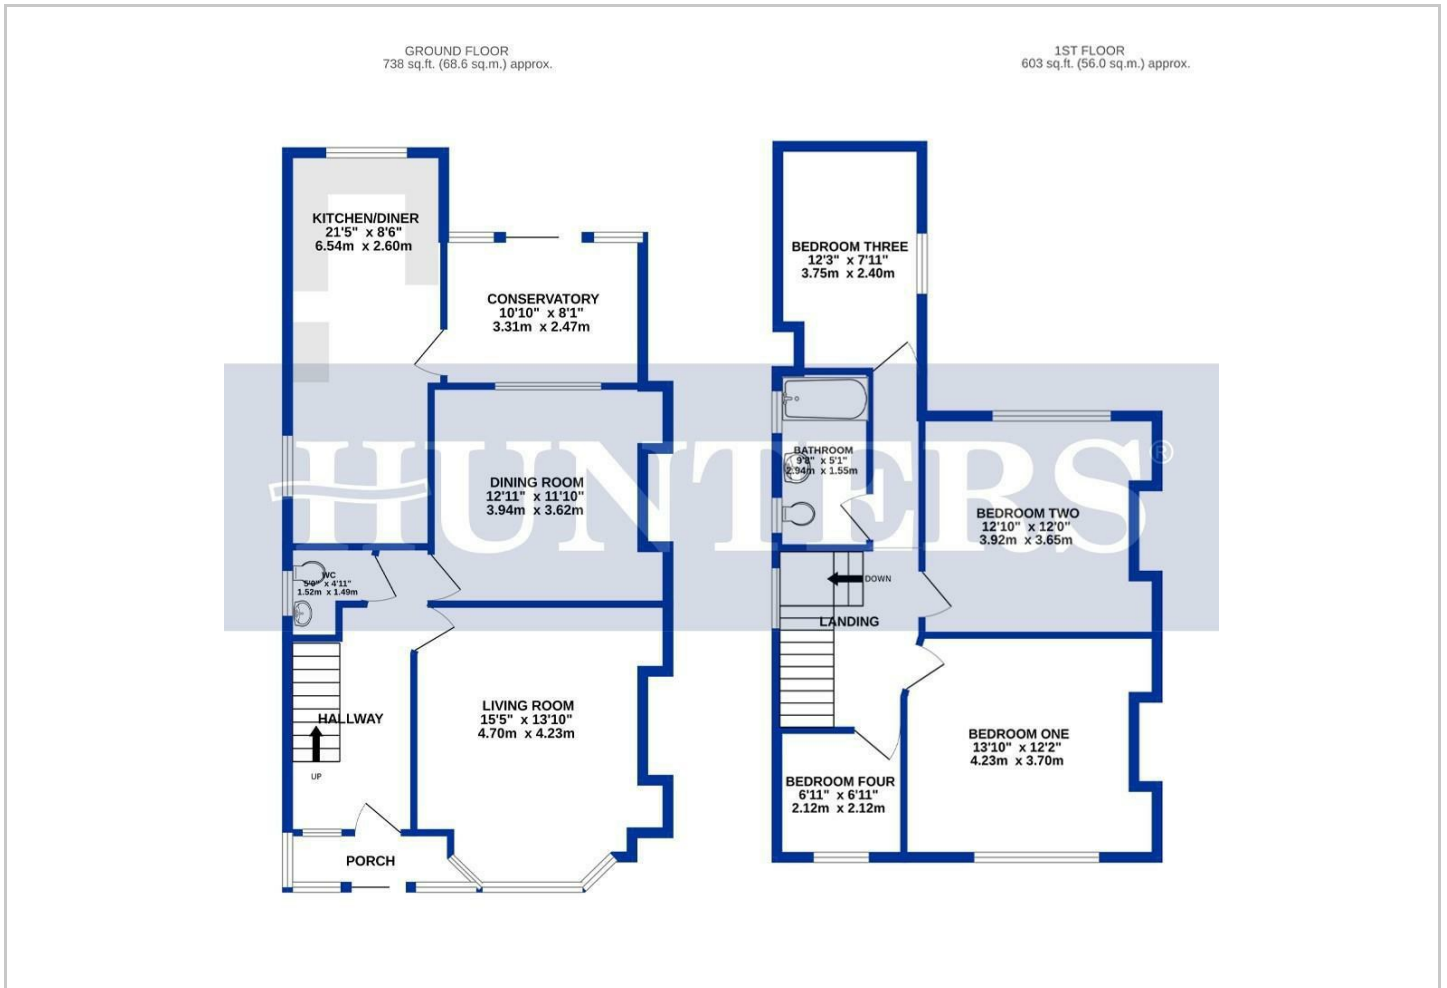 GROUND FLOOR
738 sq.ft. (68.6 sq.m.) approx.
1ST FLOOR
603 sq.ft. (56.0 sq.m.) approx.
KITCHEN/DINER
21'5" x 8'6"
6.54m x 2.60m
CONSERVATORY
10'10" x 8'1"
3.31m x 2.47m
DINING ROOM
12'11" x 11'10"
3.94m x 3.62m
WC
5'0" x 4'11"
1.52m x 1.49m
LIVING ROOM
15'5" x 13'10"
4.70m x 4.23m
HALLWAY
UP
PORCH
BEDROOM THREE
12'3" x 7'11"
3.75m x 2.40m
BATHROOM
9'8" x 5'1"
2.94m x 1.55m
BEDROOM TWO
12'10" x 12'0"
3.92m x 3.65m
DOWN
LANDING
BEDROOM ONE
13'10" x 12'2"
4.23m x 3.70m
BEDROOM FOUR
6'11" x 6'11"
2.12m x 2.12m
HUNTERS®